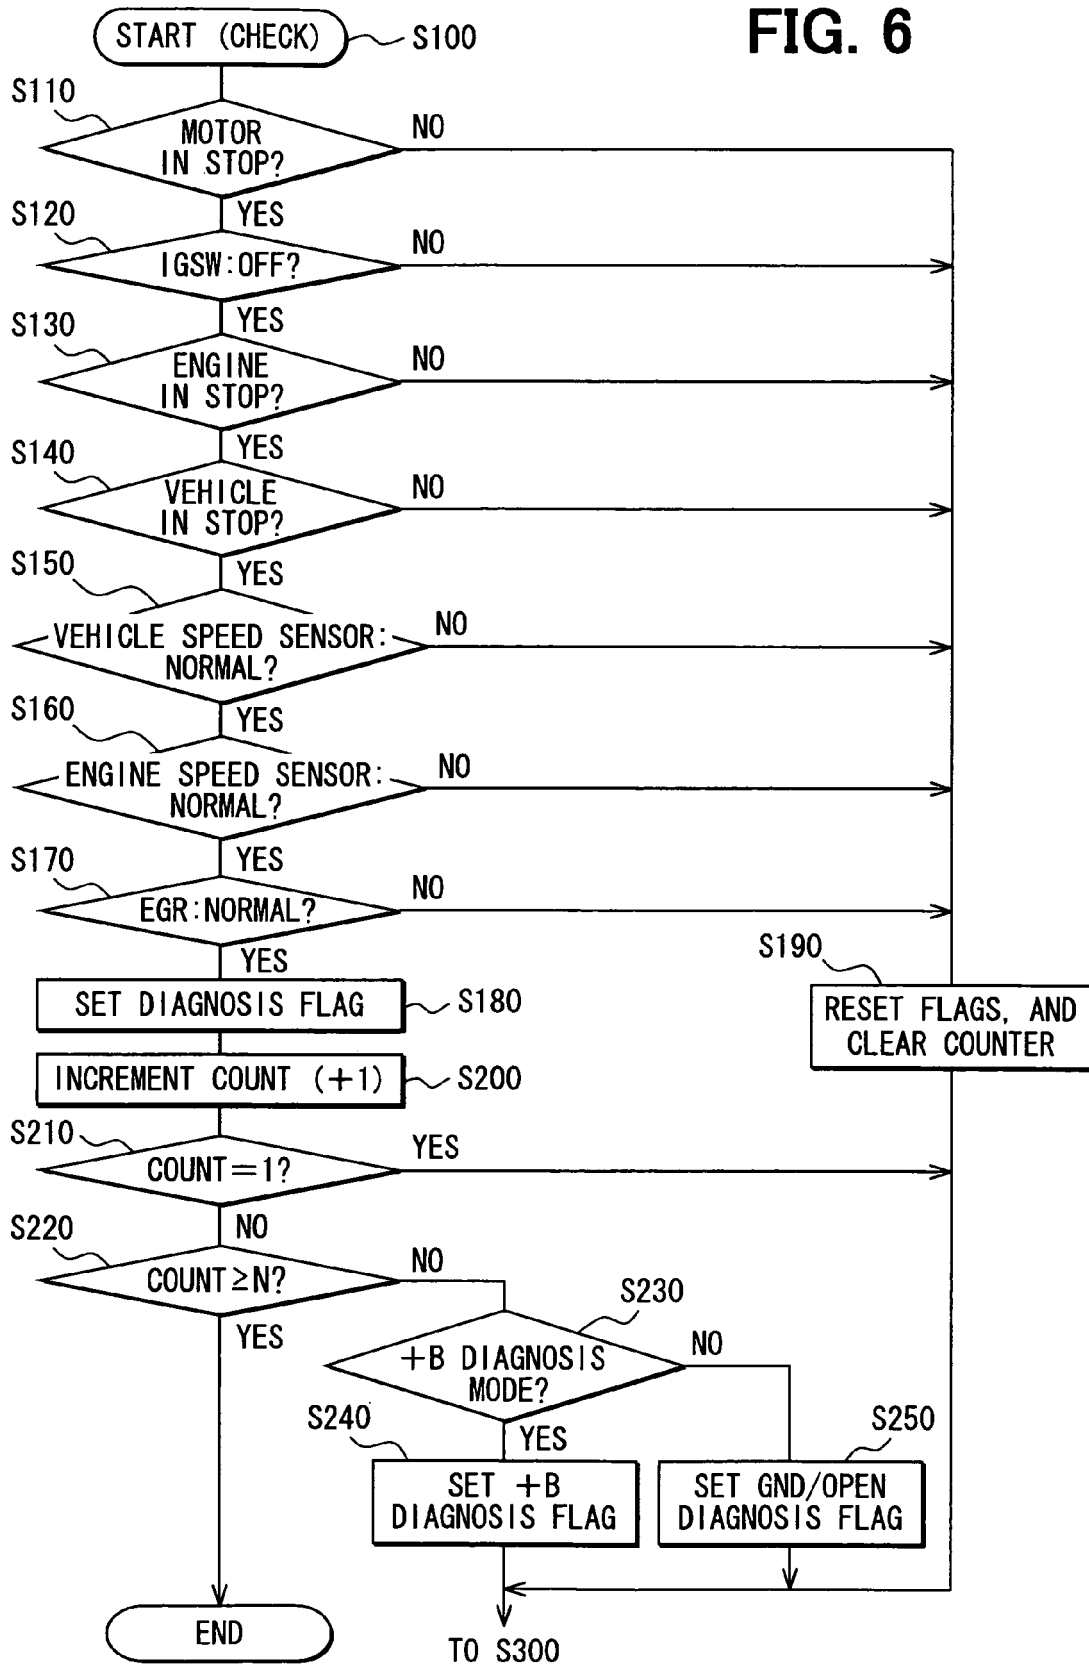 FIG. 6
START (CHECK)
S100
S110
MOTOR
IN STOP?
NO
YES
S120
IGSW:OFF?
NO
YES
S130
ENGINE
IN STOP?
NO
YES
S140
VEHICLE
IN STOP?
NO
YES
S150
VEHICLE SPEED SENSOR:
NORMAL?
NO
YES
S160
ENGINE SPEED SENSOR:
NORMAL?
NO
YES
S170
EGR:NORMAL?
NO
YES
SET DIAGNOSIS FLAG
S180
S190
RESET FLAGS, AND
CLEAR COUNTER
INCREMENT COUNT (+1)
S200
S210
COUNT=1?
YES
NO
S220
COUNT≥N?
NO
YES
S230
+B DIAGNOSIS
MODE?
NO
YES
S240
SET +B
DIAGNOSIS FLAG
S250
SET GND/OPEN
DIAGNOSIS FLAG
END
TO S300